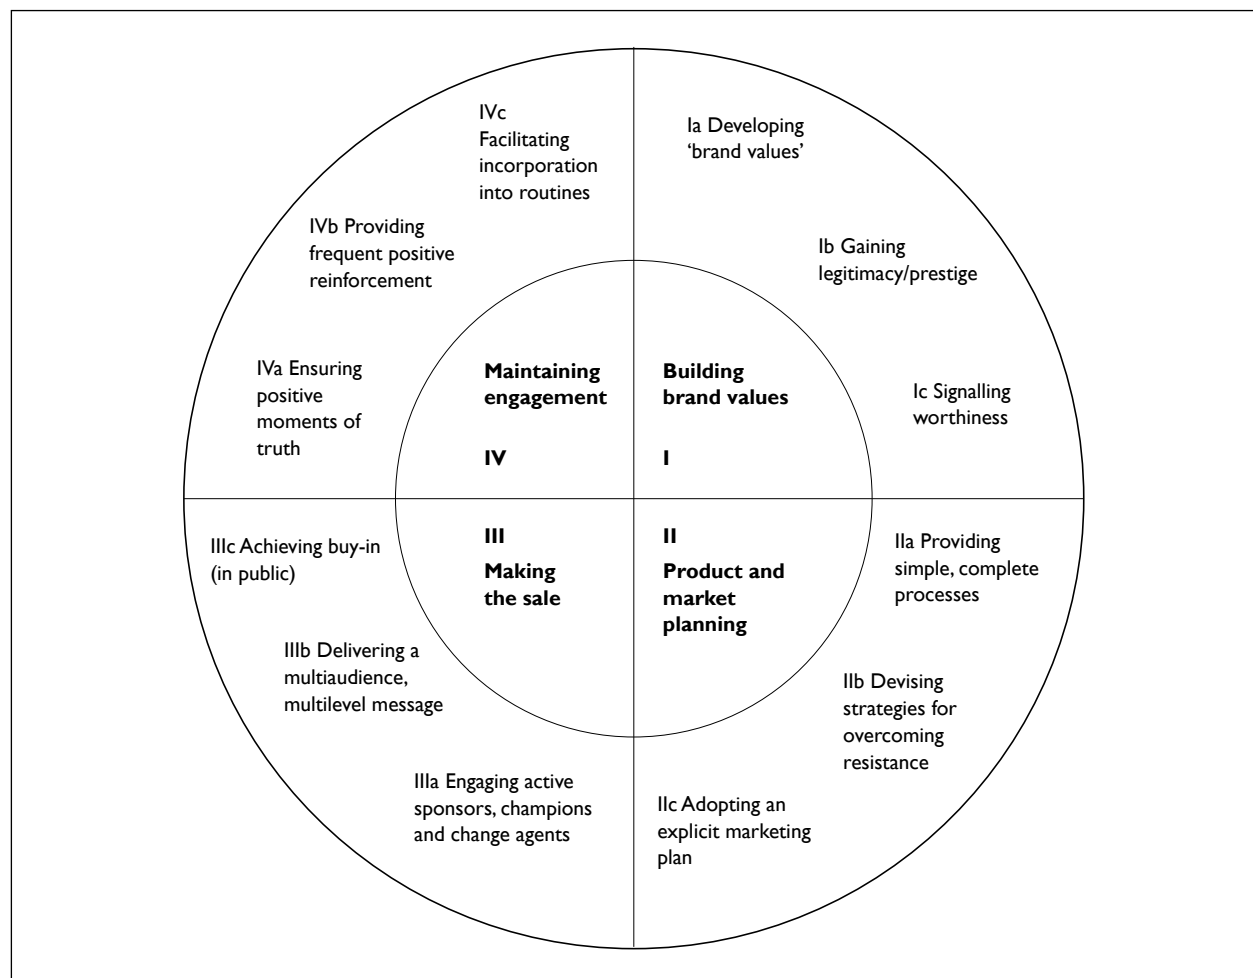 Ia Developing
‘brand values’
Ib Gaining
legitimacy/prestige
Ic Signalling
worthiness
IIa Providing
simple, complete
processes
IIb Devising
strategies for
overcoming
resistance
IIc Adopting an
explicit marketing
plan
IIIa Engaging active
sponsors, champions
and change agents
IIIb Delivering a
multiaudience,
multilevel message
IIIc Achieving buy-in
(in public)
IVa Ensuring
positive
moments of
truth
IVb Providing
frequent positive
reinforcement
IVc
Facilitating
incorporation
into routines
Building
brand values
I
II
Product and
market
planning
III
Making
the sale
Maintaining
engagement
IV